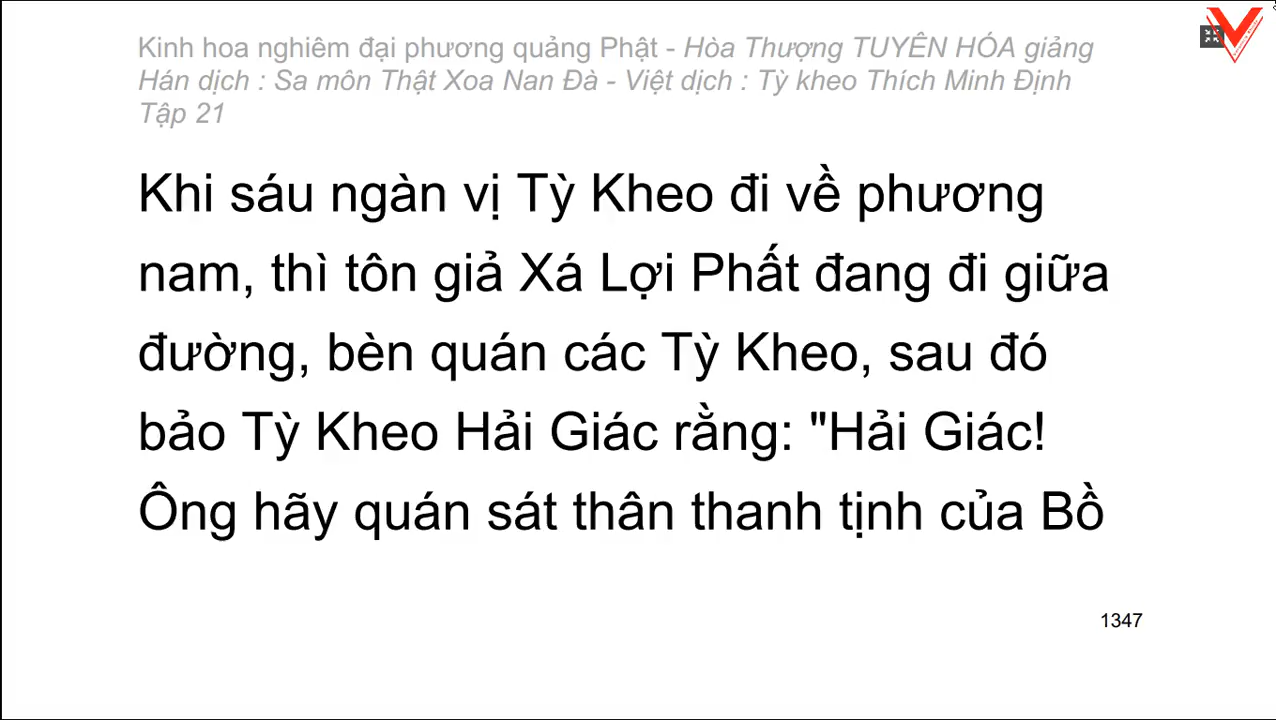 Kinh hoa nghiêm đại phương quảng Phật - Hòa Thượng TUYÊN HÓA giảng
Hán dịch : Sa môn Thật Xoa Nan Đà - Việt dịch : Tỳ kheo Thích Minh Định
Tập 21
Khi sáu ngàn vị Tỳ Kheo đi về phương
nam, thì tôn giả Xá Lợi Phất đang đi giữa
đường, bèn quán các Tỳ Kheo, sau đó
bảo Tỳ Kheo Hải Giác rằng: "Hải Giác!
Ông hãy quán sát thân thanh tịnh của Bồ
1347